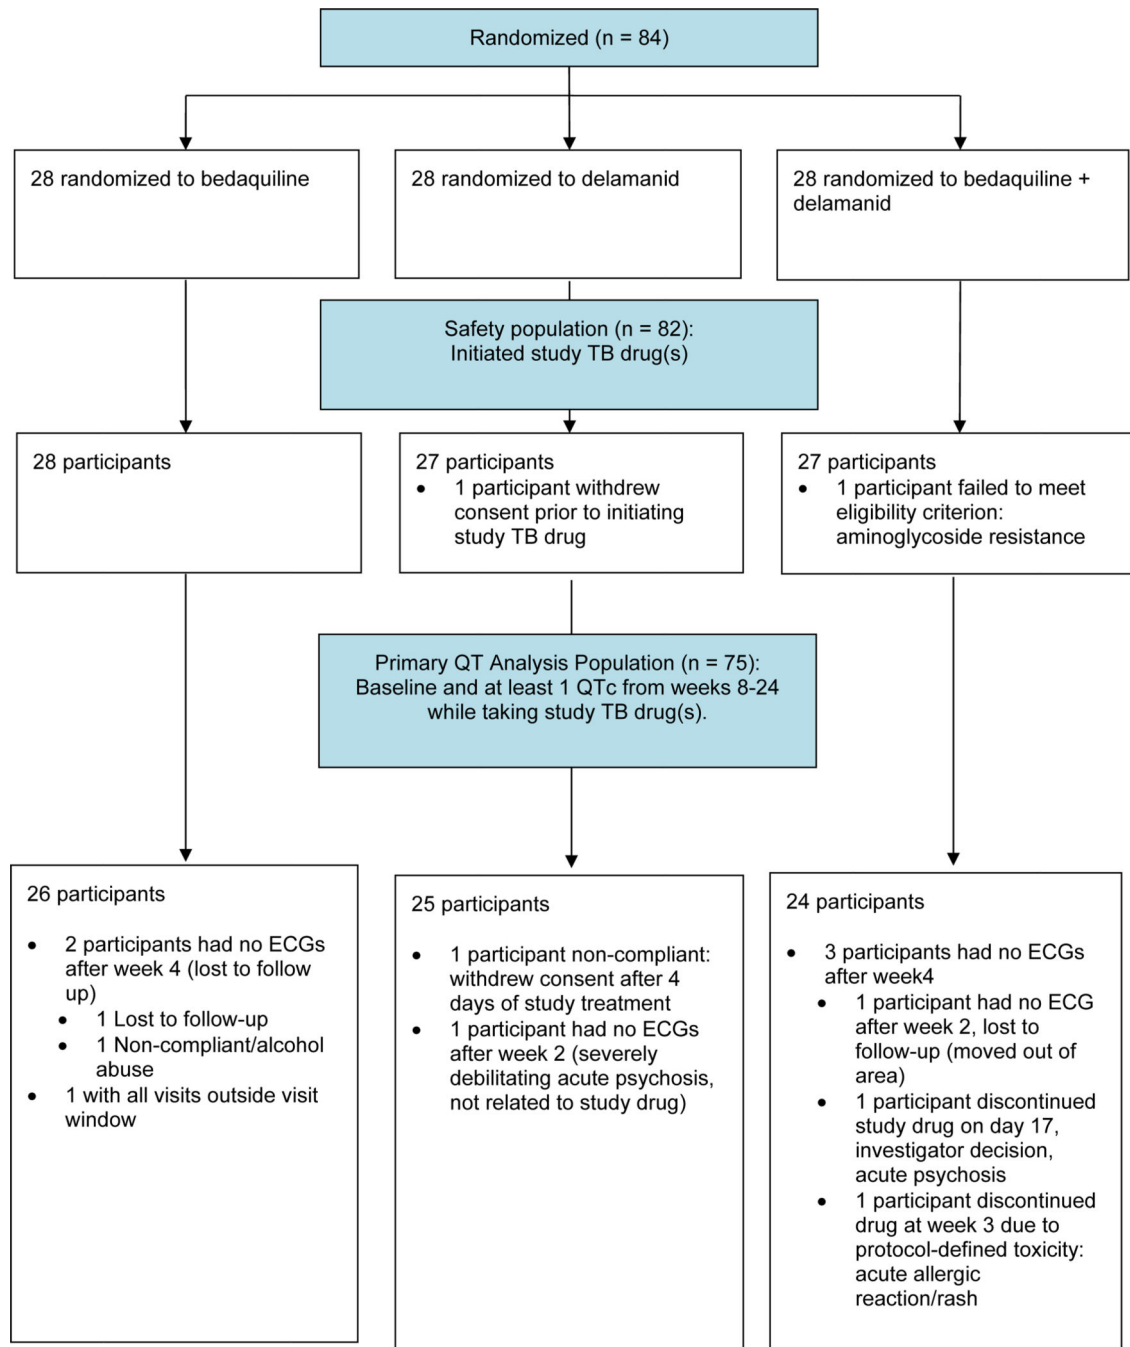 Randomized (n = 84)
28 randomized to bedaquiline
28 randomized to delamanid
28 randomized to bedaquiline +
delamanid
Safety population (n = 82):
Initiated study TB drug(s)
28 participants
27 participants
• 1 participant withdrew
consent prior to initiating
study TB drug
27 participants
• 1 participant failed to meet
eligibility criterion:
aminoglycoside resistance
Primary QT Analysis Population (n = 75):
Baseline and at least 1 QTc from weeks 8-24
while taking study TB drug(s).
26 participants
• 2 participants had no ECGs
after week 4 (lost to follow
up)
• 1 Lost to follow-up
• 1 Non-compliant/alcohol
abuse
• 1 with all visits outside visit
window
25 participants
• 1 participant non-compliant:
withdrew consent after 4
days of study treatment
• 1 participant had no ECGs
after week 2 (severely
debilitating acute psychosis,
not related to study drug)
24 participants
• 3 participants had no ECGs
after week4
• 1 participant had no ECG
after week 2, lost to
follow-up (moved out of
area)
• 1 participant discontinued
study drug on day 17,
investigator decision,
acute psychosis
• 1 participant discontinued
drug at week 3 due to
protocol-defined toxicity:
acute allergic
reaction/rash